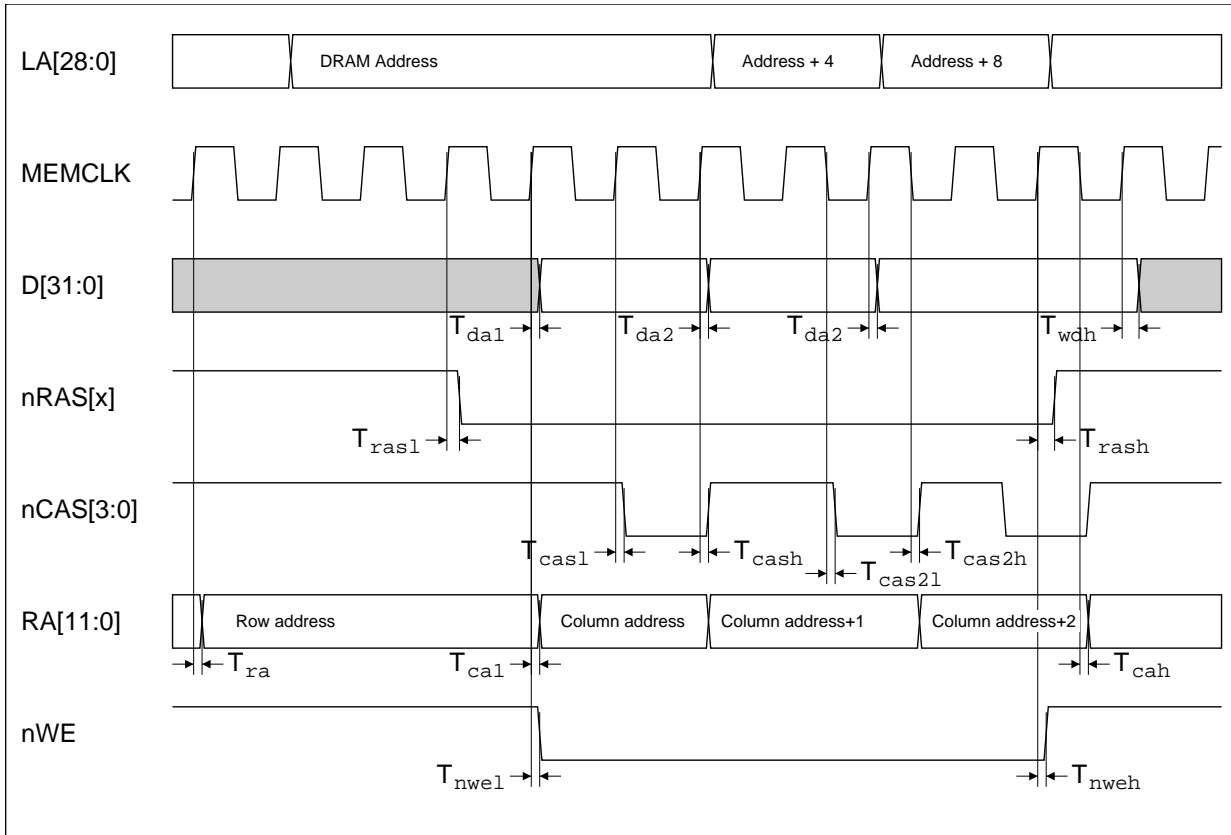 LA[28:0]
DRAM Address
Address + 4
Address + 8
MEMCLK
D[31:0]
Tda1
Tda2
Tda2
Twdh
nRAS[x]
Trasl
Trash
nCAS[3:0]
Tcasl
Tcash
Tcas2l
Tcas2h
RA[11:0]
Row address
Column address
Column address+1
Column address+2
Tra
Tca1
Tcah
nWE
Tnwel
Tnweh